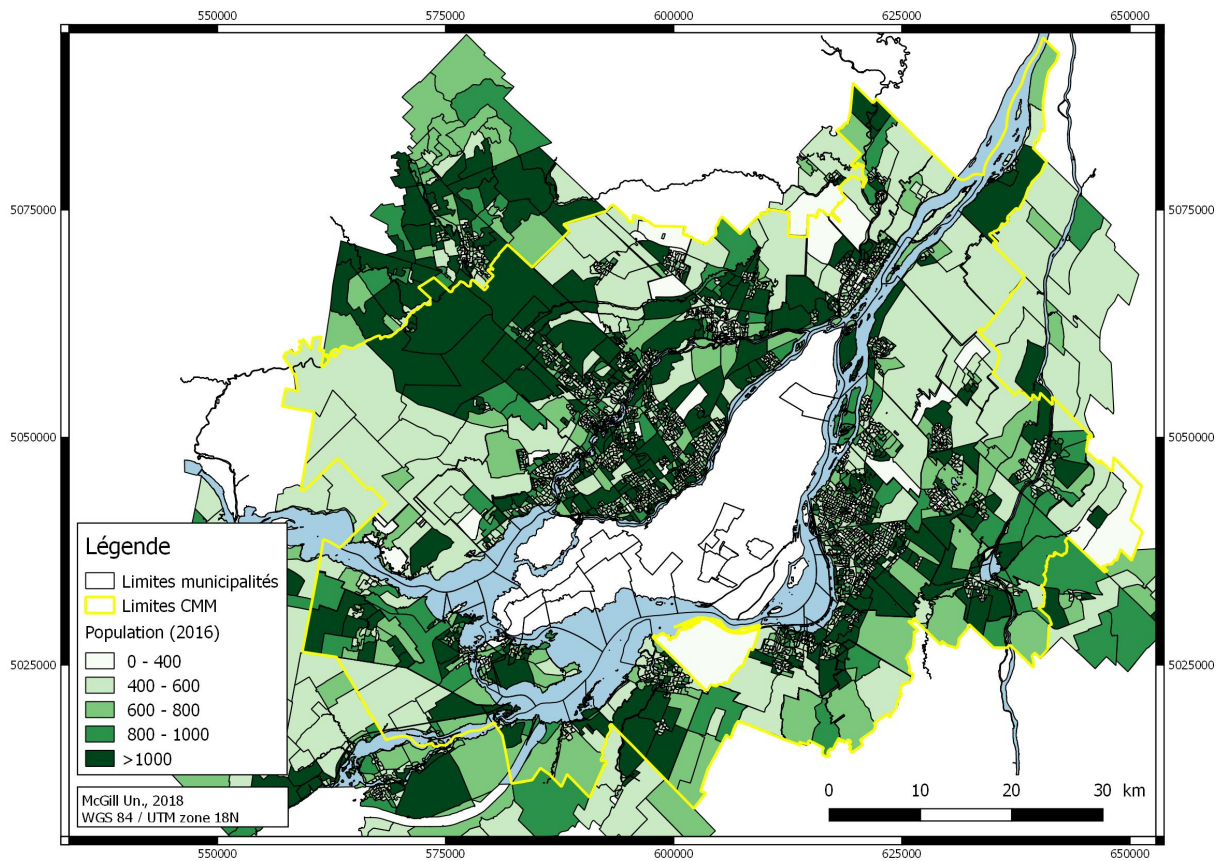 550000 575000 600000 625000 650000
5075000 5075000
5050000 5050000
5025000 5025000
Légende
Limites municipalités
Limites CMM
Population (2016)
0 - 400
400 - 600
600 - 800
800 - 1000
>1000
McGill Un., 2018
WGS 84 / UTM zone 18N
0 10 20 30 km
550000 575000 600000 625000 650000